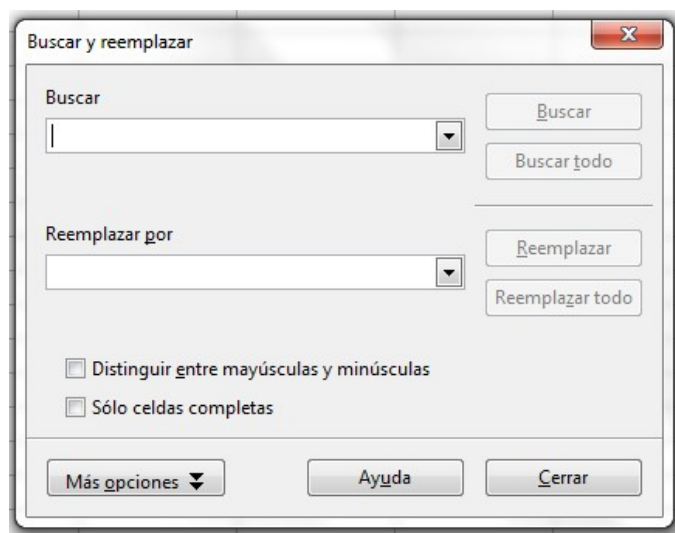 Buscar y reemplazar
Buscar
Buscar
Buscar todo
Reemplazar por
Reemplazar
Reemplazar todo
Distinguir entre mayúsculas y minúsculas
Sólo celdas completas
Más opciones
Ayuda
Cerrar